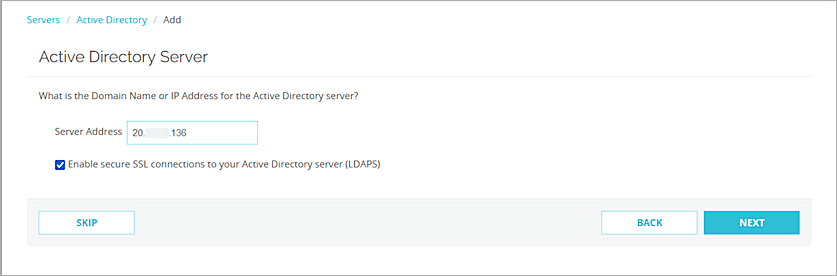 Servers / Active Directory / Add
Active Directory Server
What is the Domain Name or IP Address for the Active Directory server?
Server Address 20. .136
Enable secure SSL connections to your Active Directory server (LDAPS)
SKIP BACK NEXT